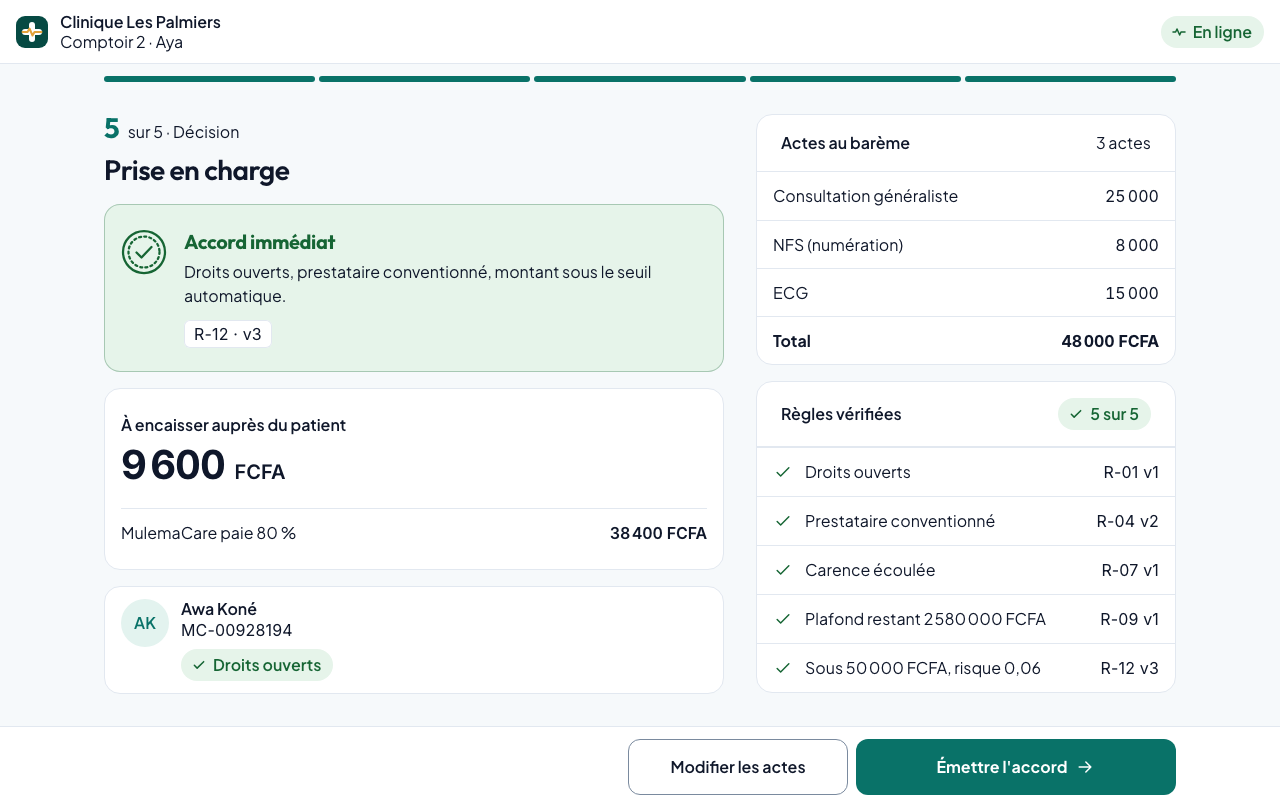 Clinique Les Palmiers
Comptoir 2 · Aya
En ligne
5 sur 5 · Décision
Prise en charge
Accord immédiat
Droits ouverts, prestataire conventionné, montant sous le seuil
automatique.
R-12 · v3
À encaisser auprès du patient
9 600 FCFA
MulemaCare paie 80 %
38 400 FCFA
AK
Awa Koné
MC-00928194
Droits ouverts
Actes au barème
3 actes
Consultation généraliste
25 000
NFS (numération)
8 000
ECG
15 000
Total
48 000 FCFA
Règles vérifiées
5 sur 5
Droits ouverts
R-01 v1
Prestataire conventionné
R-04 v2
Carence écoulée
R-07 v1
Plafond restant 2 580 000 FCFA
R-09 v1
Sous 50 000 FCFA, risque 0,06
R-12 v3
Modifier les actes
Émettre l'accord